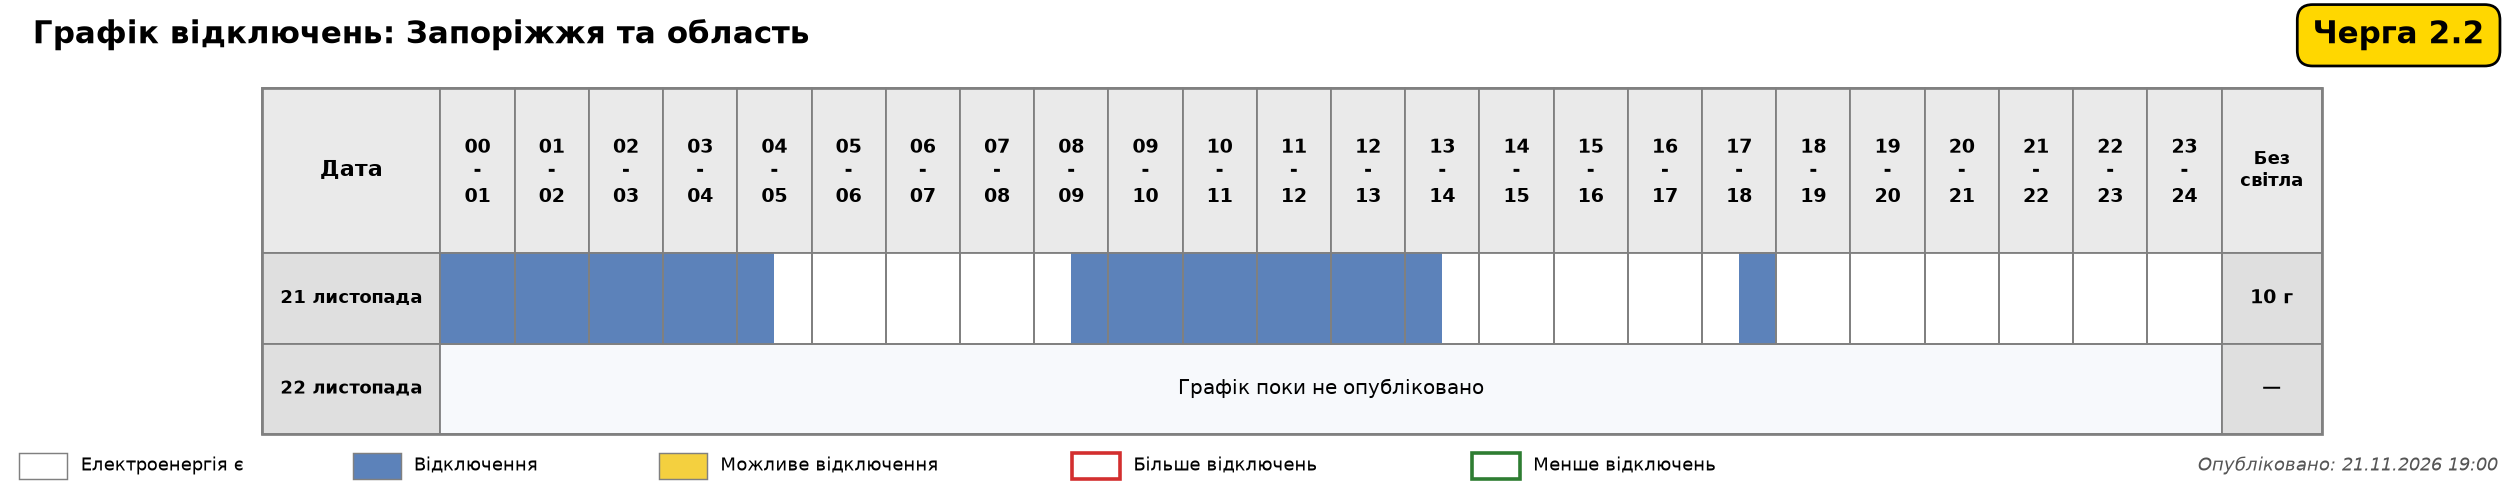 Графік відключень: Запоріжжя та область
Черга 2.2
Дата
00 - 01
01 - 02
02 - 03
03 - 04
04 - 05
05 - 06
06 - 07
07 - 08
08 - 09
09 - 10
10 - 11
11 - 12
12 - 13
13 - 14
14 - 15
15 - 16
16 - 17
17 - 18
18 - 19
19 - 20
20 - 21
21 - 22
22 - 23
23 - 24
Без
світла
21 листопада
10 г
22 листопада
Графік поки не опубліковано
—
Електроенергія є
Відключення
Можливе відключення
Більше відключень
Менше відключень
Опубліковано: 21.11.2026 19:00